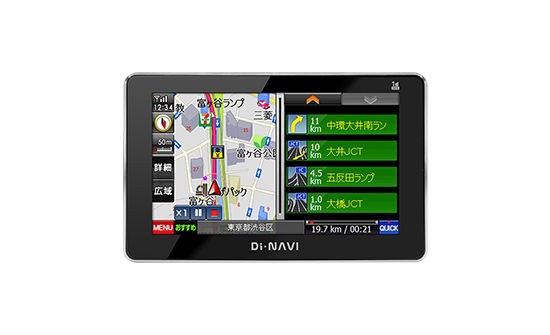 12:34
富ヶ谷ランプ
三菱
50m
富ヶ谷公
詳細
広域
デパック
富ヶ谷
×1
MENU
おすすめ
東京都渋谷区
11 km 中環大井南ラン
10 km 大井JCT
4.5 km 五反田ランプ
1.0 km 大橋JCT
19.7 km / 00:21
QUICK
Di-NAVI